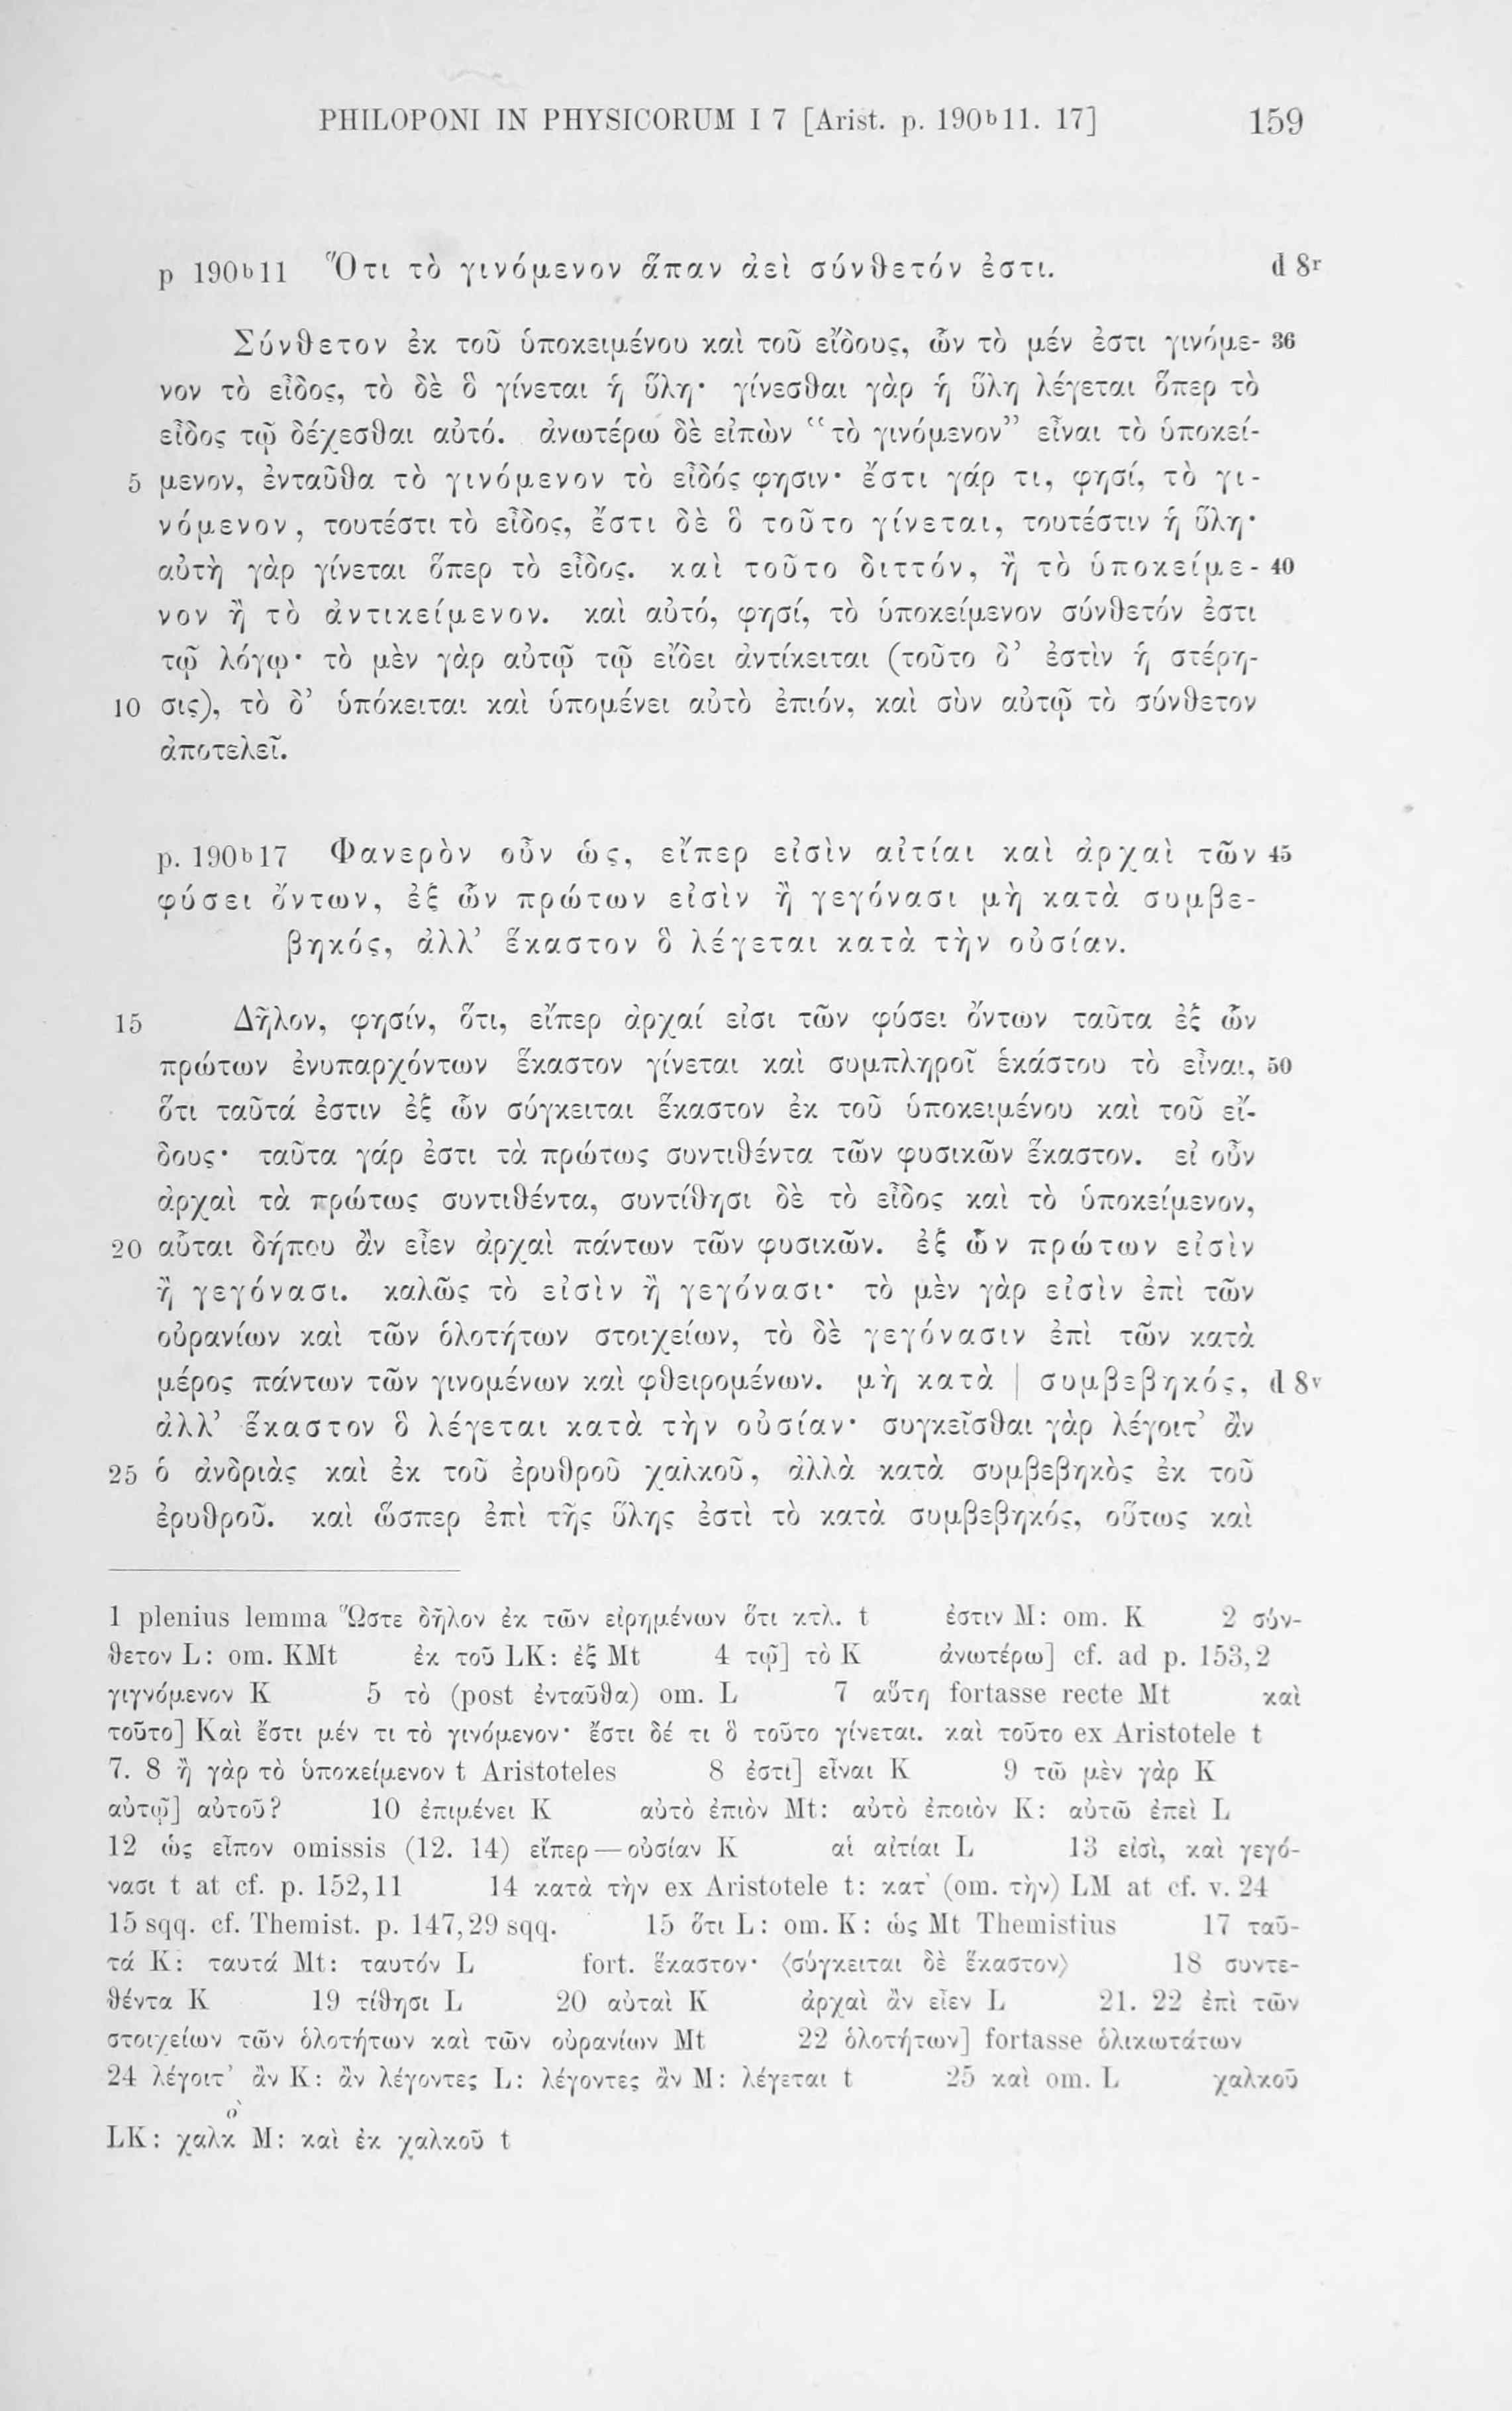 PHILOPONI IN PHYSICORUM I 7 [Arist. p. 190ᵇ11. 17] 159
p 190ᵇ11 Ὅτι τὸ γινόμενον ἅπαν ἀεὶ σύνθετόν ἐστι. d 8ʳ
Σύνθετον ἐκ τοῦ ὑποκειμένου καὶ τοῦ εἴδους, ὧν τὸ μέν ἐστι γινόμε- 36
νον τὸ εἶδος, τὸ δὲ ὃ γίνεται ἡ ὕλη· γίνεσθαι γὰρ ἡ ὕλη λέγεται ὅπερ τὸ
εἶδος τῷ δέχεσθαι αὐτό. ἀνωτέρω δὲ εἰπὼν “τὸ γινόμενον” εἶναι τὸ ὑποκεί-
5 μενον, ἐνταῦθα τὸ γινόμενον τὸ εἶδός φησιν· ἔστι γάρ τι, φησί, τὸ γι-
νόμενον, τουτέστι τὸ εἶδος, ἔστι δὲ ὃ τοῦτο γίνεται, τουτέστιν ἡ ὕλη·
αὐτὴ γὰρ γίνεται ὅπερ τὸ εἶδος. καὶ τοῦτο διττόν, ἢ τὸ ὑποκείμε- 40
νον ἢ τὸ ἀντικείμενον. καὶ αὐτό, φησί, τὸ ὑποκείμενον σύνθετόν ἐστι
τῷ λόγῳ· τὸ μὲν γὰρ αὐτῷ τῷ εἴδει ἀντίκειται (τοῦτο δ’ ἐστὶν ἡ στέρη-
10 σις), τὸ δ’ ὑπόκειται καὶ ὑπομένει αὐτὸ ἐπιόν, καὶ σὺν αὐτῷ τὸ σύνθετον
ἀποτελεῖ.
p. 190ᵇ17 Φανερὸν οὖν ὡς, εἴπερ εἰσὶν αἰτίαι καὶ ἀρχαὶ τῶν 45
φύσει ὄντων, ἐξ ὧν πρώτων εἰσὶν ἢ γεγόνασι μὴ κατὰ συμβε-
βηκός, ἀλλ’ ἕκαστον ὃ λέγεται κατὰ τὴν οὐσίαν.
15 Δῆλον, φησίν, ὅτι, εἴπερ ἀρχαί εἰσι τῶν φύσει ὄντων ταῦτα ἐξ ὧν
πρώτων ἐνυπαρχόντων ἕκαστον γίνεται καὶ συμπληροῖ ἑκάστου τὸ εἶναι, 50
ὅτι ταῦτά ἐστιν ἐξ ὧν σύγκειται ἕκαστον ἐκ τοῦ ὑποκειμένου καὶ τοῦ εἴ-
δους· ταῦτα γάρ ἐστι τὰ πρώτως συντιθέντα τῶν φυσικῶν ἕκαστον. εἰ οὖν
ἀρχαὶ τὰ πρώτως συντιθέντα, συντίθησι δὲ τὸ εἶδος καὶ τὸ ὑποκείμενον,
20 αὗται δήπου ἂν εἶεν ἀρχαὶ πάντων τῶν φυσικῶν. ἐξ ὧν πρώτων εἰσὶν
ἢ γεγόνασι. καλῶς τὸ εἰσὶν ἢ γεγόνασι· τὸ μὲν γὰρ εἰσὶν ἐπὶ τῶν
οὐρανίων καὶ τῶν ὁλοτήτων στοιχείων, τὸ δὲ γεγόνασιν ἐπὶ τῶν κατὰ
μέρος πάντων τῶν γινομένων καὶ φθειρομένων. μὴ κατὰ | συμβεβηκός, d 8ᵛ
ἀλλ’ ἕκαστον ὃ λέγεται κατὰ τὴν οὐσίαν· συγκεῖσθαι γὰρ λέγοιτ’ ἂν
25 ὁ ἀνδριὰς καὶ ἐκ τοῦ ἐρυθροῦ χαλκοῦ, ἀλλὰ κατὰ συμβεβηκὸς ἐκ τοῦ
ἐρυθροῦ. καὶ ὥσπερ ἐπὶ τῆς ὕλης ἐστὶ τὸ κατὰ συμβεβηκός, οὕτως καὶ
1 plenius lemma Ὥστε δῆλον ἐκ τῶν εἰρημένων ὅτι κτλ. t ἐστιν M: om. K 2 σύν-
θετον L: om. KMt ἐκ τοῦ LK: ἐξ Mt 4 τῷ] τὸ K ἀνωτέρω] cf. ad p. 153,2
γιγνόμενον K 5 τὸ (post ἐνταῦθα) om. L 7 αὕτη fortasse recte Mt καὶ
τοῦτο] Καὶ ἔστι μέν τι τὸ γινόμενον· ἔστι δέ τι ὃ τοῦτο γίνεται. καὶ τοῦτο ex Aristotele t
7. 8 ἢ γὰρ τὸ ὑποκείμενον t Aristoteles 8 ἐστι] εἶναι K 9 τῶ μὲν γὰρ K
αὐτῷ] αὐτοῦ? 10 ἐπιμένει K αὐτὸ ἐπιὸν Mt: αὐτὸ ἐποιὸν K: αὐτῶ ἐπεὶ L
12 ὡς εἶπον omissis (12. 14) εἴπερ—οὐσίαν K αἱ αἰτίαι L 13 εἰσὶ, καὶ γεγό-
νασι t at cf. p. 152,11 14 κατὰ τὴν ex Aristotele t: κατ’ (om. τὴν) LM at cf. v. 24
15 sqq. cf. Themist. p. 147,29 sqq. 15 ὅτι L: om. K: ὡς Mt Themistius 17 ταῦ-
τά K: ταυτά Mt: ταυτόν L fort. ἕκαστον· ⟨σύγκειται δὲ ἕκαστον⟩ 18 συντε-
θέντα K 19 τίθησι L 20 αὐταὶ K ἀρχαὶ ἂν εἶεν L 21. 22 ἐπὶ τῶν
στοιχείων τῶν ὁλοτήτων καὶ τῶν οὐρανίων Mt 22 ὁλοτήτων] fortasse ὁλικωτάτων
24 λέγοιτ’ ἂν K: ἂν λέγοντες L: λέγοντες ἂν M: λέγεται t 25 καὶ om. L χαλκοῦ
LK: χαλκὸ M: καὶ ἐκ χαλκοῦ t